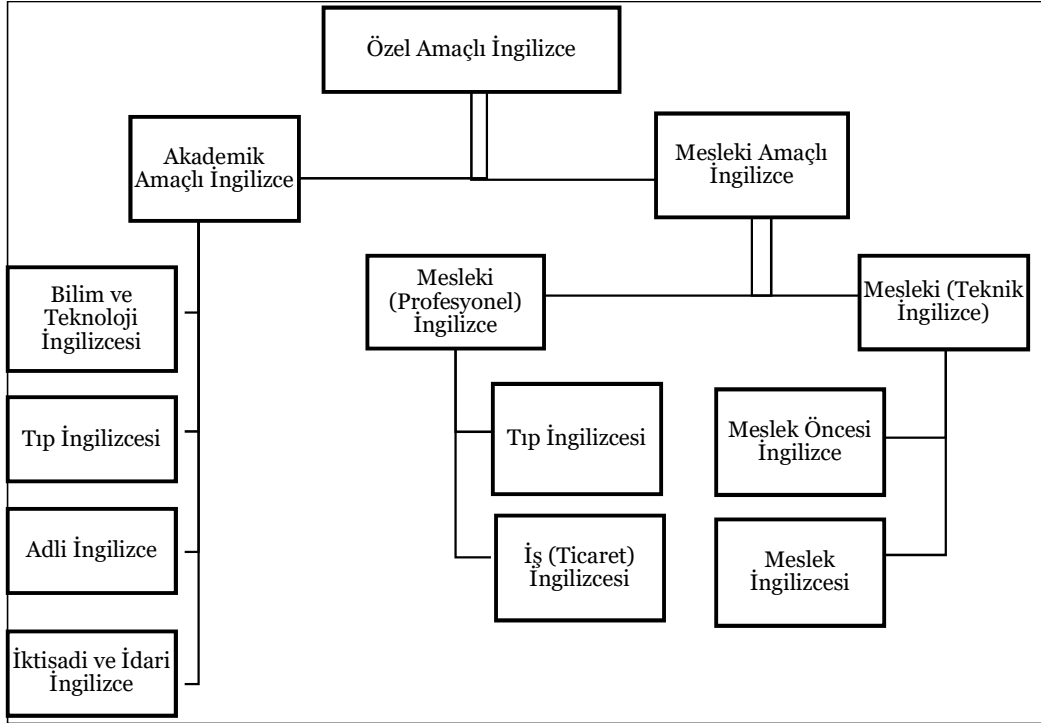 Özel Amaçlı İngilizce
Akademik
Amaçlı İngilizce
Mesleki Amaçlı
İngilizce
Bilim ve
Teknoloji
İngilizcesi
Tıp İngilizcesi
Adli İngilizce
İktisadi ve İdari
İngilizce
Mesleki
(Profesyonel)
İngilizce
Tıp İngilizcesi
İş (Ticaret)
İngilizcesi
Mesleki (Teknik
İngilizce)
Meslek Öncesi
İngilizce
Meslek
İngilizcesi